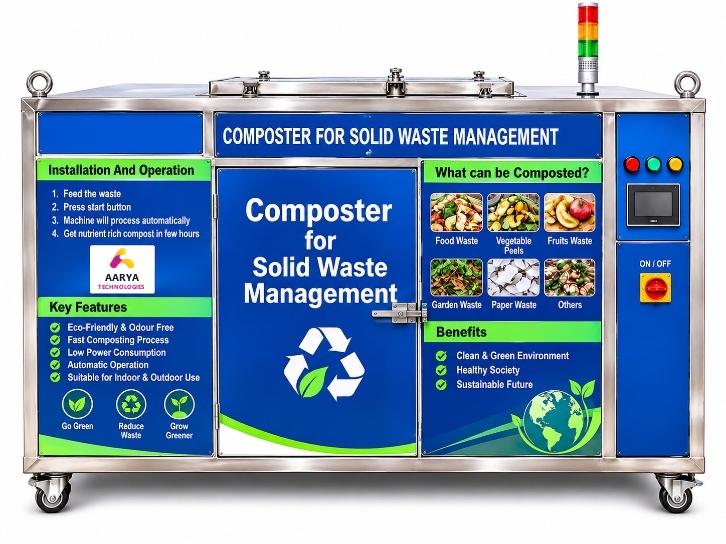 COMPOSTER FOR SOLID WASTE MANAGEMENT
Installation And Operation
1. Feed the waste
2. Press start button
3. Machine will process automatically
4. Get nutrient rich compost in few hours
AARYA
TECHNOLOGIES
Key Features
Eco-Friendly & Odour Free
Fast Composting Process
Low Power Consumption
Automatic Operation
Suitable for Indoor & Outdoor Use
Go Green
Reduce
Waste
Grow
Greener
Composter
for
Solid Waste
Management
What can be Composted?
Food Waste
Vegetable
Peels
Fruits Waste
Garden Waste
Paper Waste
Others
Benefits
Clean & Green Environment
Healthy Society
Sustainable Future
ON / OFF